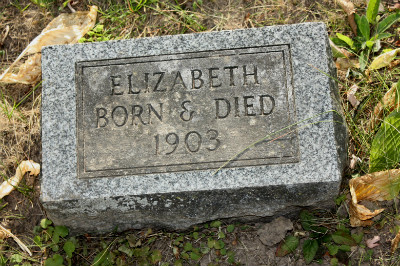 ELIZABETH
BORN & DIED
1903